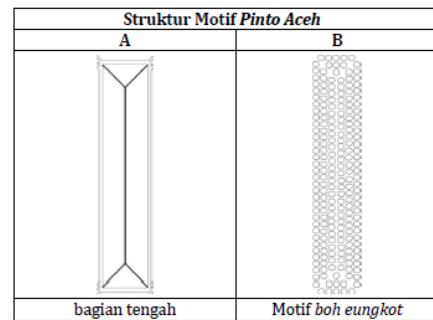 Struktur Motif Pinto Aceh
A
B
bagian tengah
Motif boh eungkot